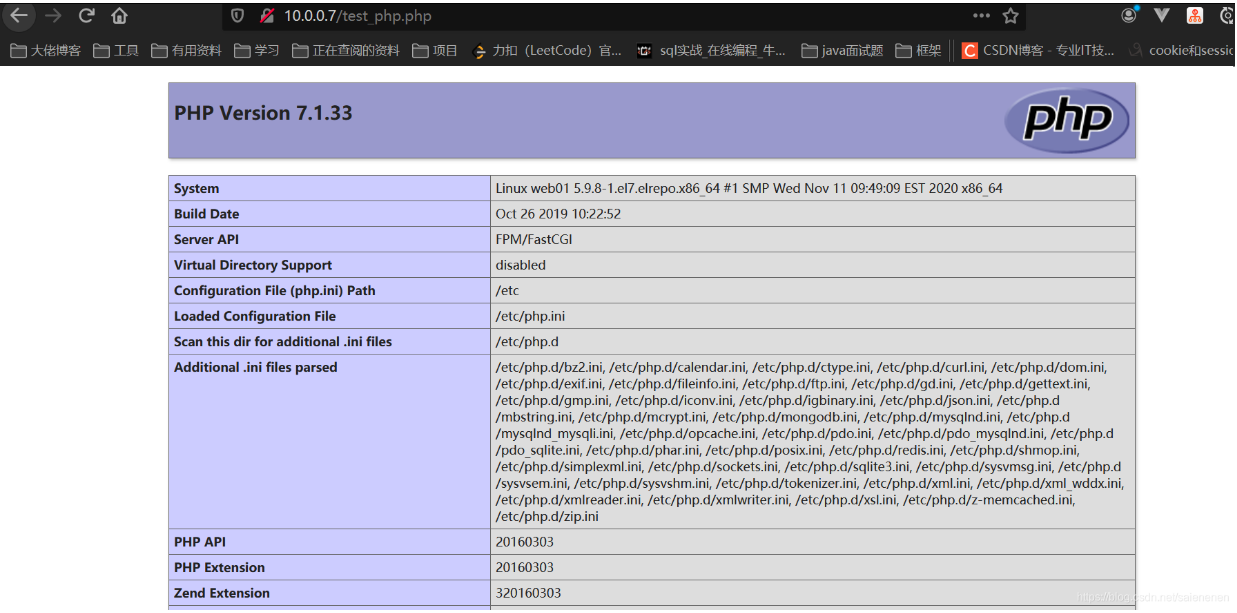 10.0.0.7/test_php.php
大佬博客 工具 有用资料 学习 正在查阅的资料 项目 力扣（LeetCode）官... sql实战_在线编程_牛... java面试题 框架 CSDN博客 - 专业IT技... cookie和sessio
PHP Version 7.1.33
php
System Linux web01 5.9.8-1.el7.elrepo.x86_64 #1 SMP Wed Nov 11 09:49:09 EST 2020 x86_64
Build Date Oct 26 2019 10:22:52
Server API FPM/FastCGI
Virtual Directory Support disabled
Configuration File (php.ini) Path /etc
Loaded Configuration File /etc/php.ini
Scan this dir for additional .ini files /etc/php.d
Additional .ini files parsed /etc/php.d/bz2.ini, /etc/php.d/calendar.ini, /etc/php.d/ctype.ini, /etc/php.d/curl.ini, /etc/php.d/dom.ini,
/etc/php.d/exif.ini, /etc/php.d/fileinfo.ini, /etc/php.d/ftp.ini, /etc/php.d/gd.ini, /etc/php.d/gettext.ini,
/etc/php.d/gmp.ini, /etc/php.d/iconv.ini, /etc/php.d/igbinary.ini, /etc/php.d/json.ini, /etc/php.d
/mbstring.ini, /etc/php.d/mcrypt.ini, /etc/php.d/mongodb.ini, /etc/php.d/mysqlnd.ini, /etc/php.d
/mysqlnd_mysqli.ini, /etc/php.d/opcache.ini, /etc/php.d/pdo.ini, /etc/php.d/pdo_mysqlnd.ini, /etc/php.d
/pdo_sqlite.ini, /etc/php.d/phar.ini, /etc/php.d/posix.ini, /etc/php.d/redis.ini, /etc/php.d/shmop.ini,
/etc/php.d/simplexml.ini, /etc/php.d/sockets.ini, /etc/php.d/sqlite3.ini, /etc/php.d/sysvmsg.ini, /etc/php.d
/sysvsem.ini, /etc/php.d/sysvshm.ini, /etc/php.d/tokenizer.ini, /etc/php.d/xml.ini, /etc/php.d/xml_wddx.ini,
/etc/php.d/xmlreader.ini, /etc/php.d/xmlwriter.ini, /etc/php.d/xsl.ini, /etc/php.d/z-memcached.ini,
/etc/php.d/zip.ini
PHP API 20160303
PHP Extension 20160303
Zend Extension 320160303